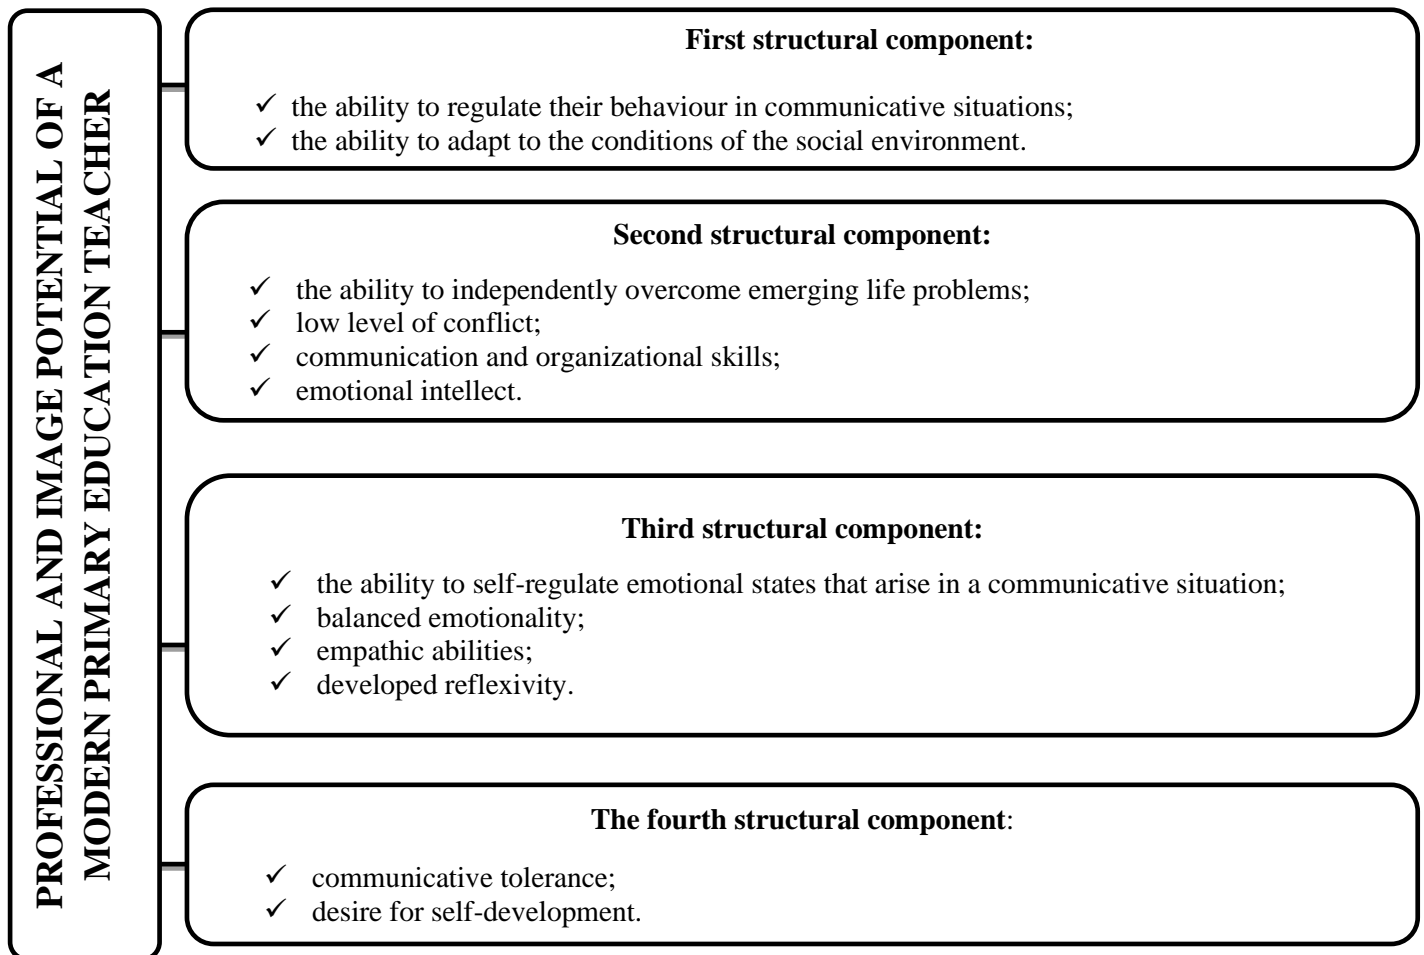 PROFESSIONAL AND IMAGE POTENTIAL OF A
MODERN PRIMARY EDUCATION TEACHER
First structural component:
✓ the ability to regulate their behaviour in communicative situations;
✓ the ability to adapt to the conditions of the social environment.
Second structural component:
✓ the ability to independently overcome emerging life problems;
✓ low level of conflict;
✓ communication and organizational skills;
✓ emotional intellect.
Third structural component:
✓ the ability to self-regulate emotional states that arise in a communicative situation;
✓ balanced emotionality;
✓ empathic abilities;
✓ developed reflexivity.
The fourth structural component:
✓ communicative tolerance;
✓ desire for self-development.